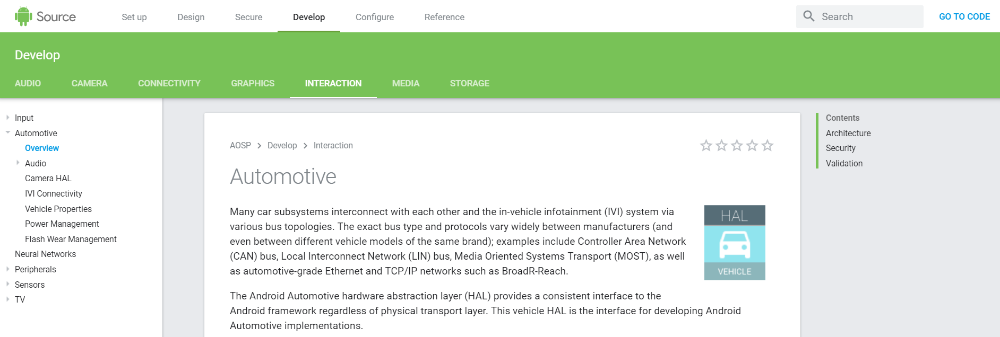 Source
Set up
Design
Secure
Develop
Configure
Reference
Search
GO TO CODE
Develop
AUDIO
CAMERA
CONNECTIVITY
GRAPHICS
INTERACTION
MEDIA
STORAGE
Input
Automotive
Overview
Audio
Camera HAL
IVI Connectivity
Vehicle Properties
Power Management
Flash Wear Management
Neural Networks
Peripherals
Sensors
TV
AOSP > Develop > Interaction
Automotive
Many car subsystems interconnect with each other and the in-vehicle infotainment (IVI) system via
various bus topologies. The exact bus type and protocols vary widely between manufacturers (and
even between different vehicle models of the same brand); examples include Controller Area Network
(CAN) bus, Local Interconnect Network (LIN) bus, Media Oriented Systems Transport (MOST), as well
as automotive-grade Ethernet and TCP/IP networks such as BroadR-Reach.
HAL
VEHICLE
The Android Automotive hardware abstraction layer (HAL) provides a consistent interface to the
Android framework regardless of physical transport layer. This vehicle HAL is the interface for developing Android
Automotive implementations.
Contents
Architecture
Security
Validation